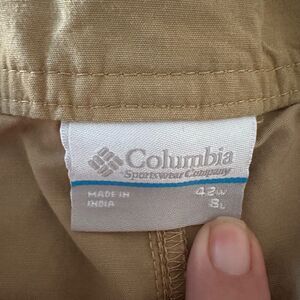 Columbia
Sportswear Company
MADE IN
INDIA
42W
8L